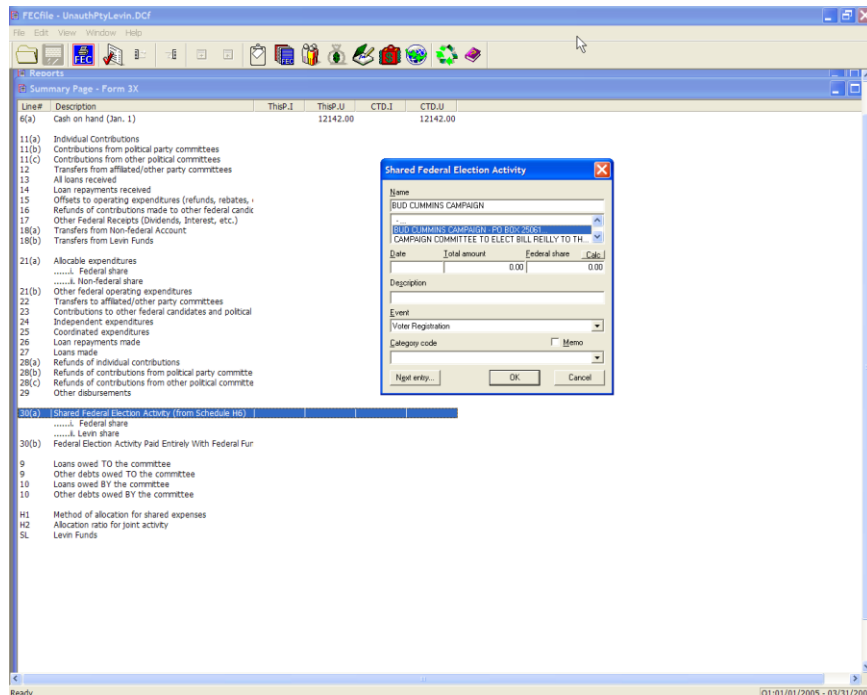 FECfile - UnauthPtyLevin.DCf
File Edit View Window Help
FEC FEC
Reports
Summary Page - Form 3X
Line# Description ThisP.I ThisP.U CTD.I CTD.U
6(a) Cash on hand (Jan. 1) 12142.00 12142.00
11(a) Individual Contributions
11(b) Contributions from political party committees
11(c) Contributions from other political committees
12 Transfers from affiliated/other party committees
13 All loans received
14 Loan repayments received
15 Offsets to operating expenditures (refunds, rebates,
16 Refunds of contributions made to other federal candic
17 Other Federal Receipts (Dividends, Interest, etc.)
18(a) Transfers from Non-federal Account
18(b) Transfers from Levin Funds
21(a) Allocable expenditures
......i. Federal share
......ii. Non-federal share
21(b) Other federal operating expenditures
22 Transfers to affiliated/other party committees
23 Contributions to other federal candidates and political
24 Independent expenditures
25 Coordinated expenditures
26 Loan repayments made
27 Loans made
28(a) Refunds of individual contributions
28(b) Refunds of contributions from political party committe
28(c) Refunds of contributions from other political committe
29 Other disbursements
30(a) Shared Federal Election Activity (from Schedule H6)
......i. Federal share
......ii. Levin share
30(b) Federal Election Activity Paid Entirely With Federal Fur
9 Loans owed TO the committee
9 Other debts owed TO the committee
10 Loans owed BY the committee
10 Other debts owed BY the committee
H1 Method of allocation for shared expenses
H2 Allocation ratio for joint activity
SL Levin Funds
Shared Federal Election Activity
Name
BUD CUMMINS CAMPAIGN
-...
BUD CUMMINS CAMPAIGN - PO BOX 25061...
CAMPAIGN COMMITTEE TO ELECT BILL REILLY TO TH...
Date Total amount Federal share Calc
0.00 0.00
Description
Event
Voter Registration
Category code Memo
Next entry... OK Cancel
Ready Q1:01/01/2005 - 03/31/200